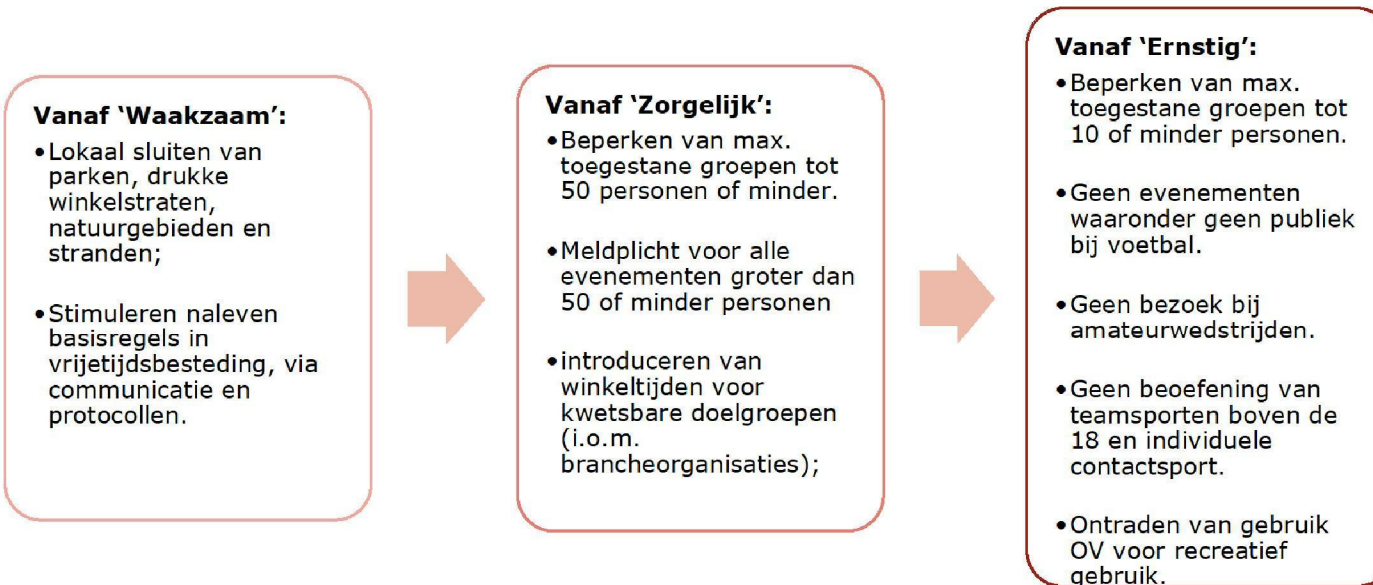 Vanaf ‘Waakzaam’:
•Lokaal sluiten van
parken, drukke
winkelstraten,
natuurgebieden en
stranden;
•Stimuleren naleven
basisregels in
vrijetijdsbesteding, via
communicatie en
protocollen.
Vanaf ‘Zorgelijk’:
•Beperken van max.
toegestane groepen tot
50 personen of minder.
•Meldplicht voor alle
evenementen groter dan
50 of minder personen
•introduceren van
winkeltijden voor
kwetsbare doelgroepen
(i.o.m.
brancheorganisaties);
Vanaf ‘Ernstig’:
•Beperken van max.
toegestane groepen tot
10 of minder personen.
•Geen evenementen
waaronder geen publiek
bij voetbal.
•Geen bezoek bij
amateurwedstrijden.
•Geen beoefening van
teamsporten boven de
18 en individuele
contactsport.
•Ontraden van gebruik
OV voor recreatief
gebruik.